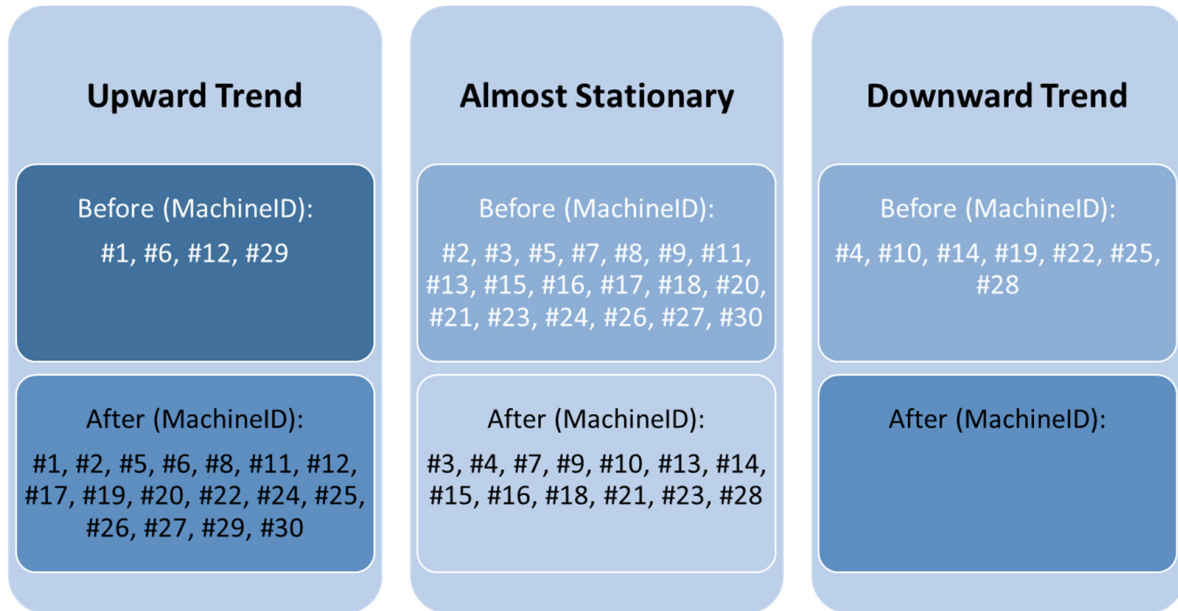 Upward Trend
Before (MachineID):
#1, #6, #12, #29
After (MachineID):
#1, #2, #5, #6, #8, #11, #12,
#17, #19, #20, #22, #24, #25,
#26, #27, #29, #30
Almost Stationary
Before (MachineID):
#2, #3, #5, #7, #8, #9, #11,
#13, #15, #16, #17, #18, #20,
#21, #23, #24, #26, #27, #30
After (MachineID):
#3, #4, #7, #9, #10, #13, #14,
#15, #16, #18, #21, #23, #28
Downward Trend
Before (MachineID):
#4, #10, #14, #19, #22, #25,
#28
After (MachineID):